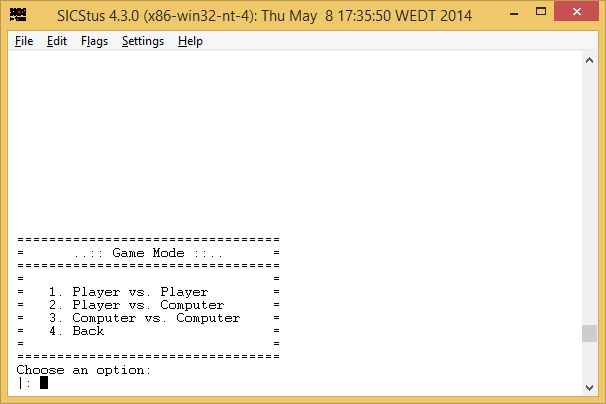 SICStus 4.3.0 (x86-win32-nt-4): Thu May  8 17:35:50 WEDT 2014
File Edit Flags Settings Help
=================================
=      ..:: Game Mode ::..      =
=================================
=                               =
=   1. Player vs. Player        =
=   2. Player vs. Computer      =
=   3. Computer vs. Computer    =
=   4. Back                     =
=                               =
=================================
Choose an option:
|: